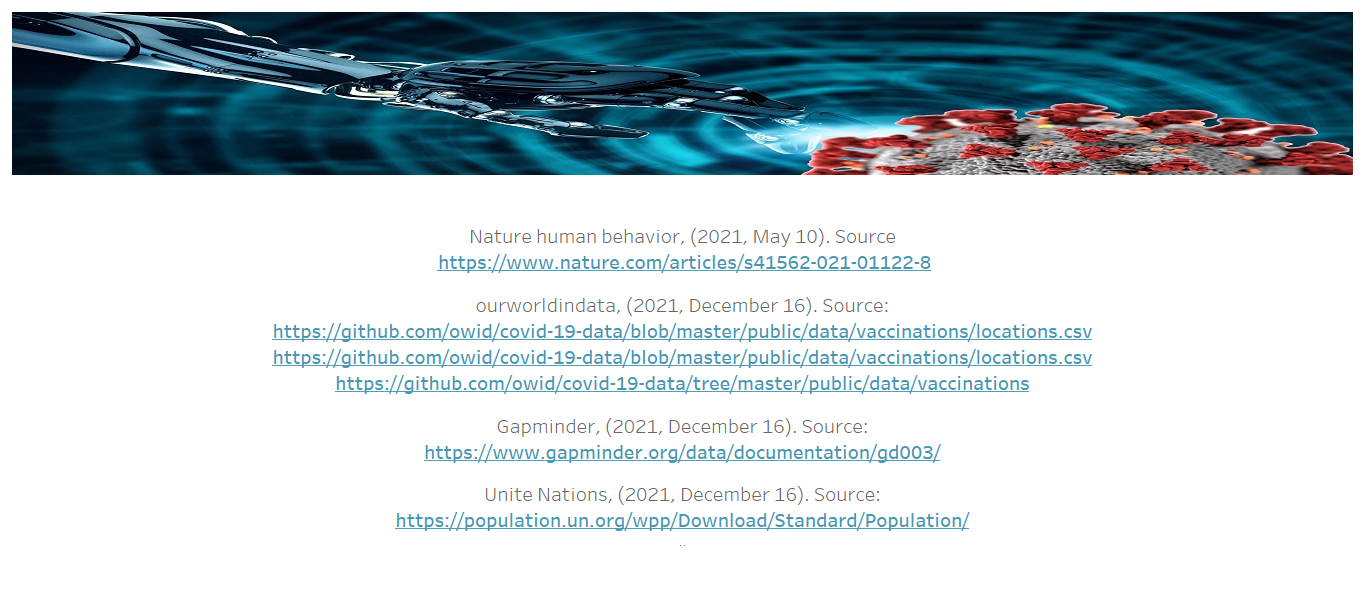 Nature human behavior, (2021, May 10). Source
https://www.nature.com/articles/s41562-021-01122-8
ourworldindata, (2021, December 16). Source:
https://github.com/owid/covid-19-data/blob/master/public/data/vaccinations/locations.csv
https://github.com/owid/covid-19-data/blob/master/public/data/vaccinations/locations.csv
https://github.com/owid/covid-19-data/tree/master/public/data/vaccinations
Gapminder, (2021, December 16). Source:
https://www.gapminder.org/data/documentation/gd003/
Unite Nations, (2021, December 16). Source:
https://population.un.org/wpp/Download/Standard/Population/